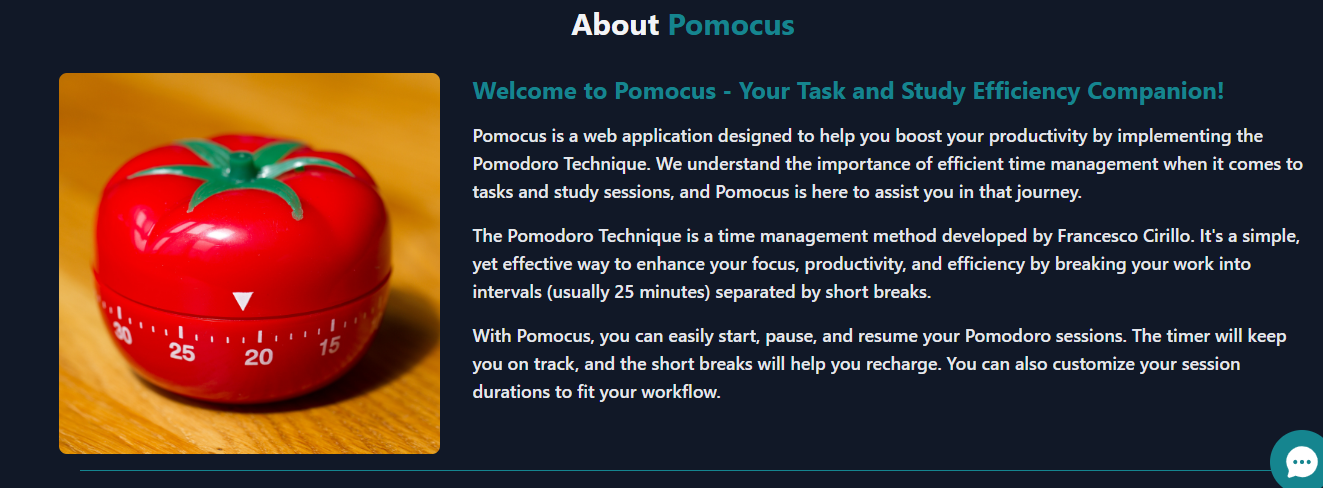 About Pomocus
Welcome to Pomocus - Your Task and Study Efficiency Companion!
Pomocus is a web application designed to help you boost your productivity by implementing the
Pomodoro Technique. We understand the importance of efficient time management when it comes to
tasks and study sessions, and Pomocus is here to assist you in that journey.
The Pomodoro Technique is a time management method developed by Francesco Cirillo. It's a simple,
yet effective way to enhance your focus, productivity, and efficiency by breaking your work into
intervals (usually 25 minutes) separated by short breaks.
With Pomocus, you can easily start, pause, and resume your Pomodoro sessions. The timer will keep
you on track, and the short breaks will help you recharge. You can also customize your session
durations to fit your workflow.
30 25 20 15